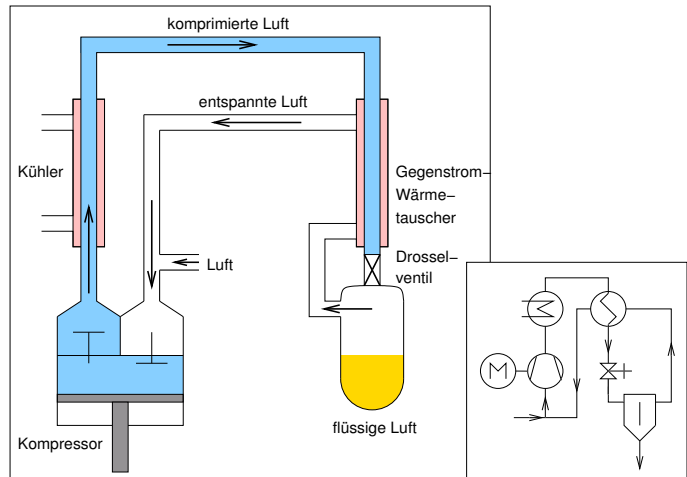 komprimierte Luft
entspannte Luft
Kühler
Gegenstrom−
Wärme−
tauscher
Drossel−
ventil
Luft
flüssige Luft
Kompressor
M